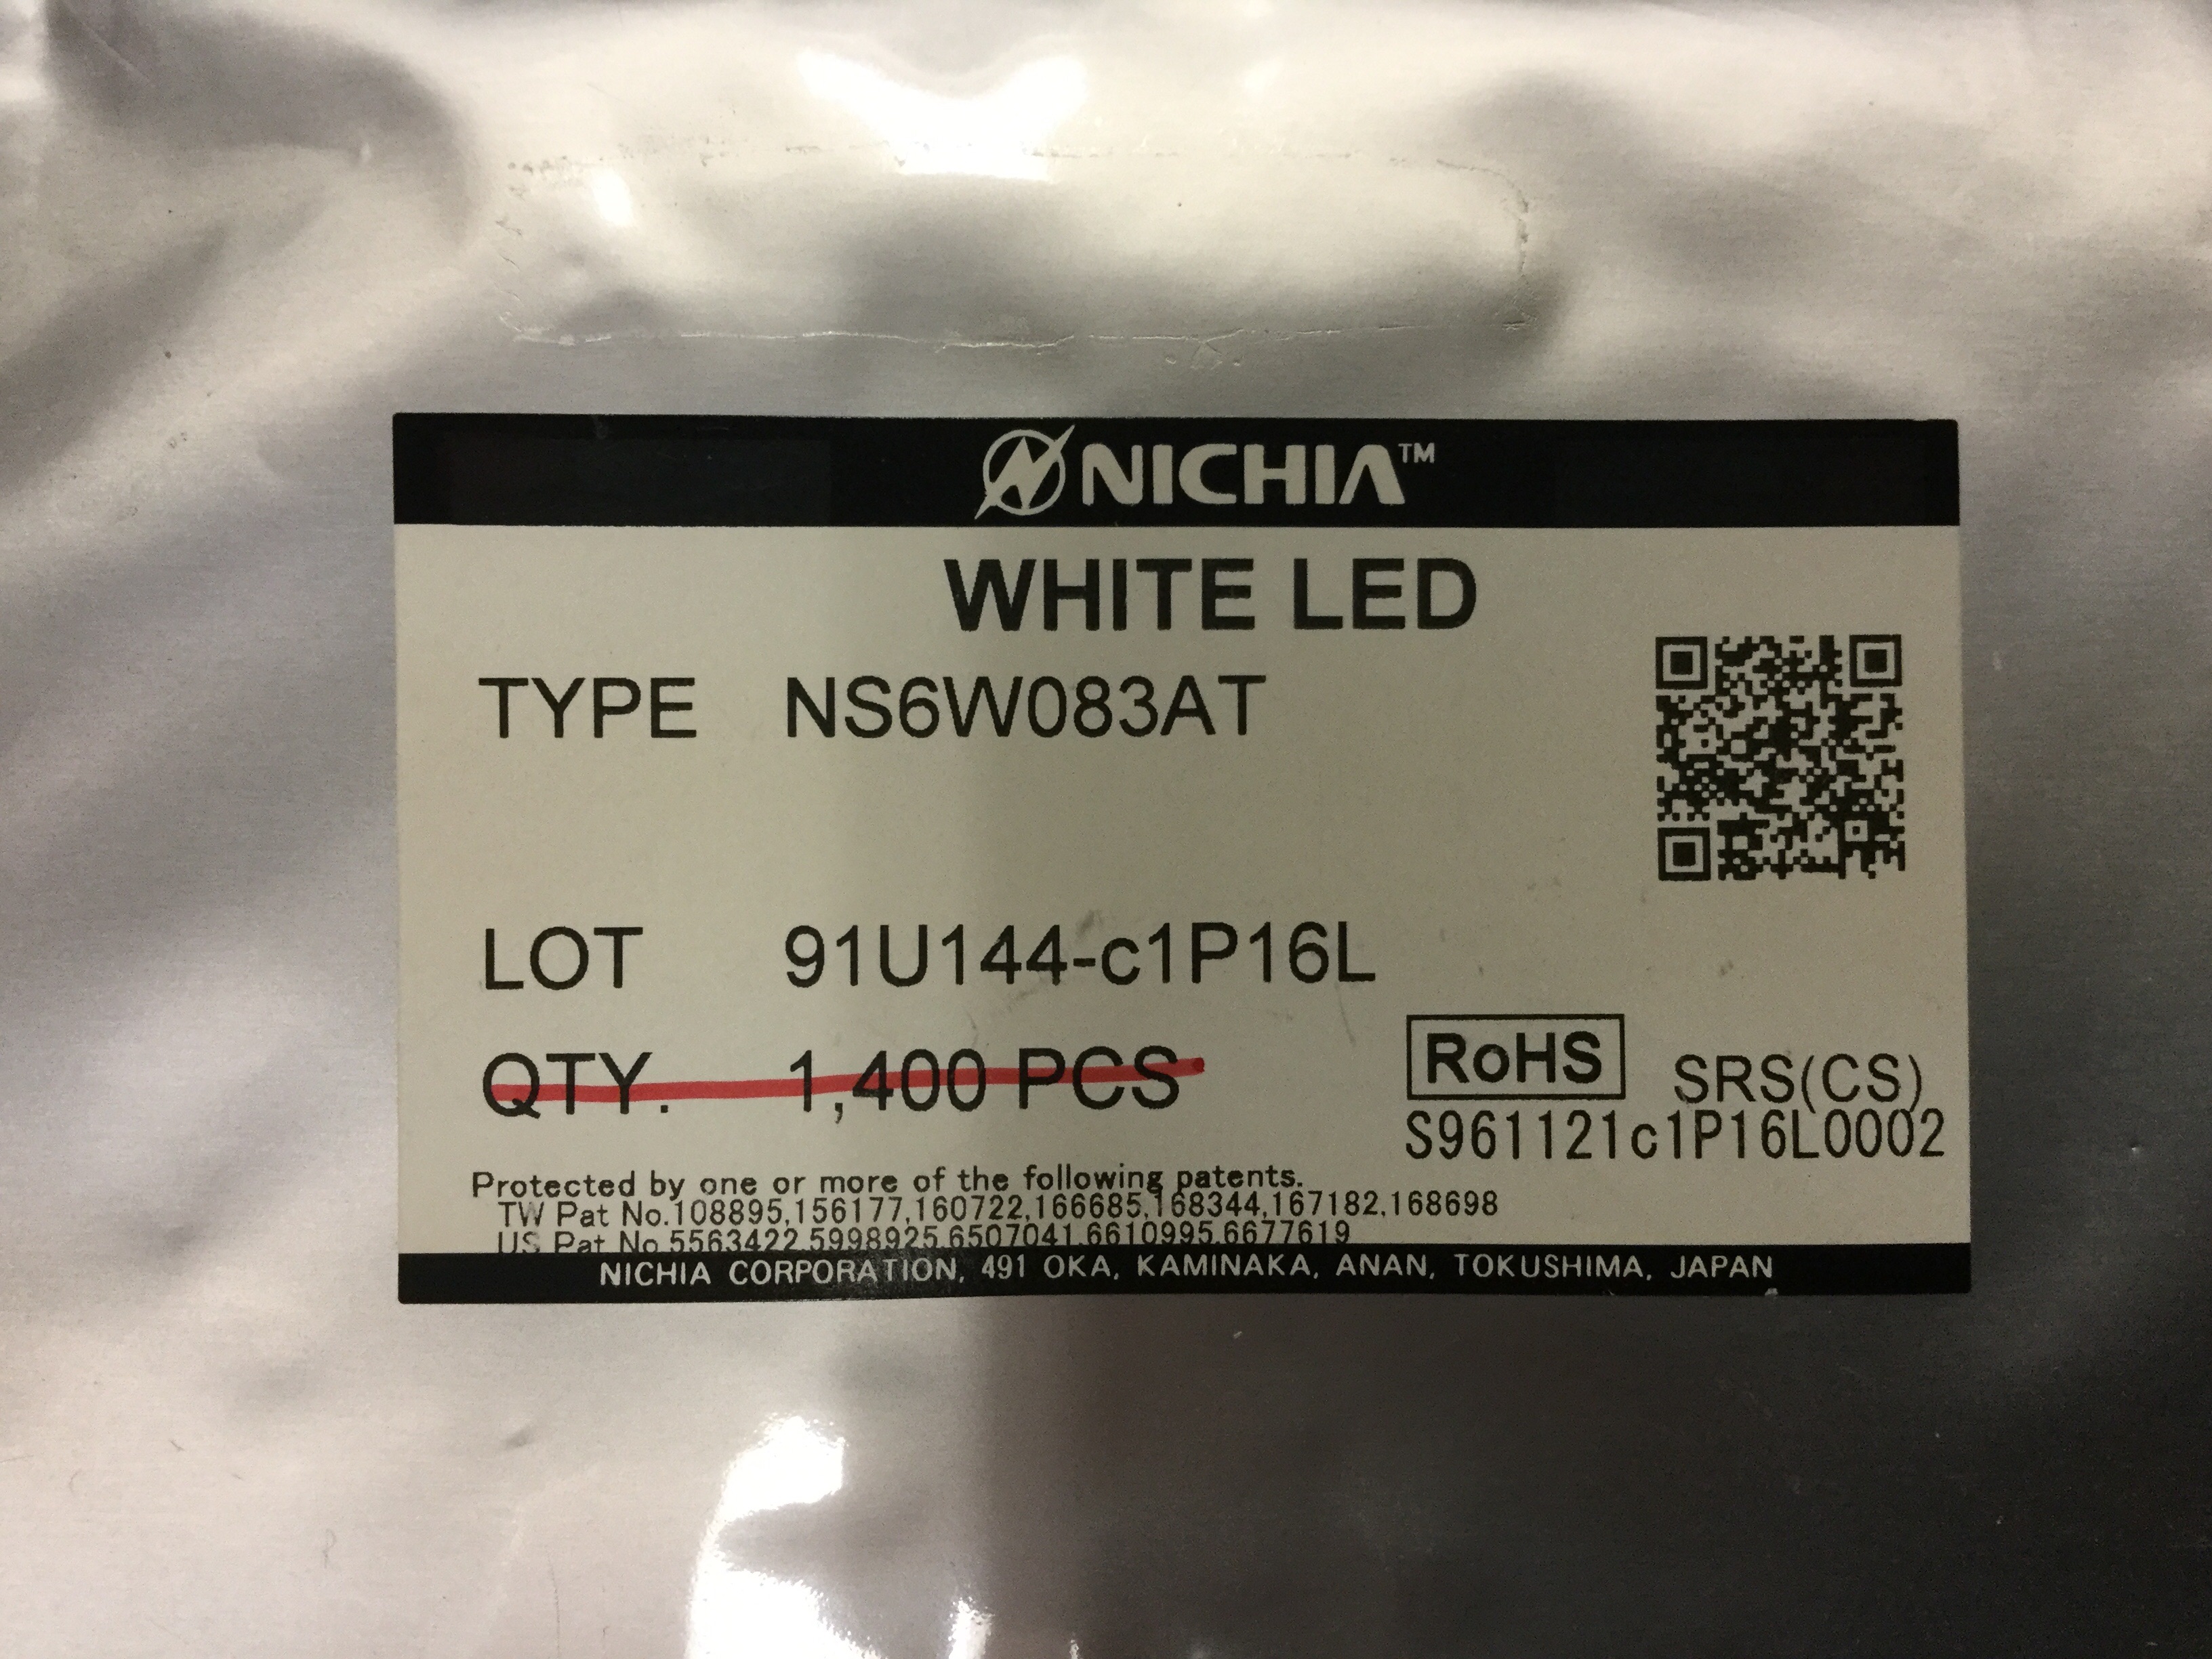 NICHIA™
WHITE LED
TYPE NS6W083AT
LOT 91U144-c1P16L
QTY. 1,400 PCS
RoHS SRS(CS)
S961121c1P16L0002
Protected by one or more of the following patents.
TW Pat No.108895,156177,160722,166685,168344,167182,168698
US Pat No.5563422,5998925,6507041,6610995,6677619
NICHIA CORPORATION, 491 OKA, KAMINAKA, ANAN, TOKUSHIMA, JAPAN